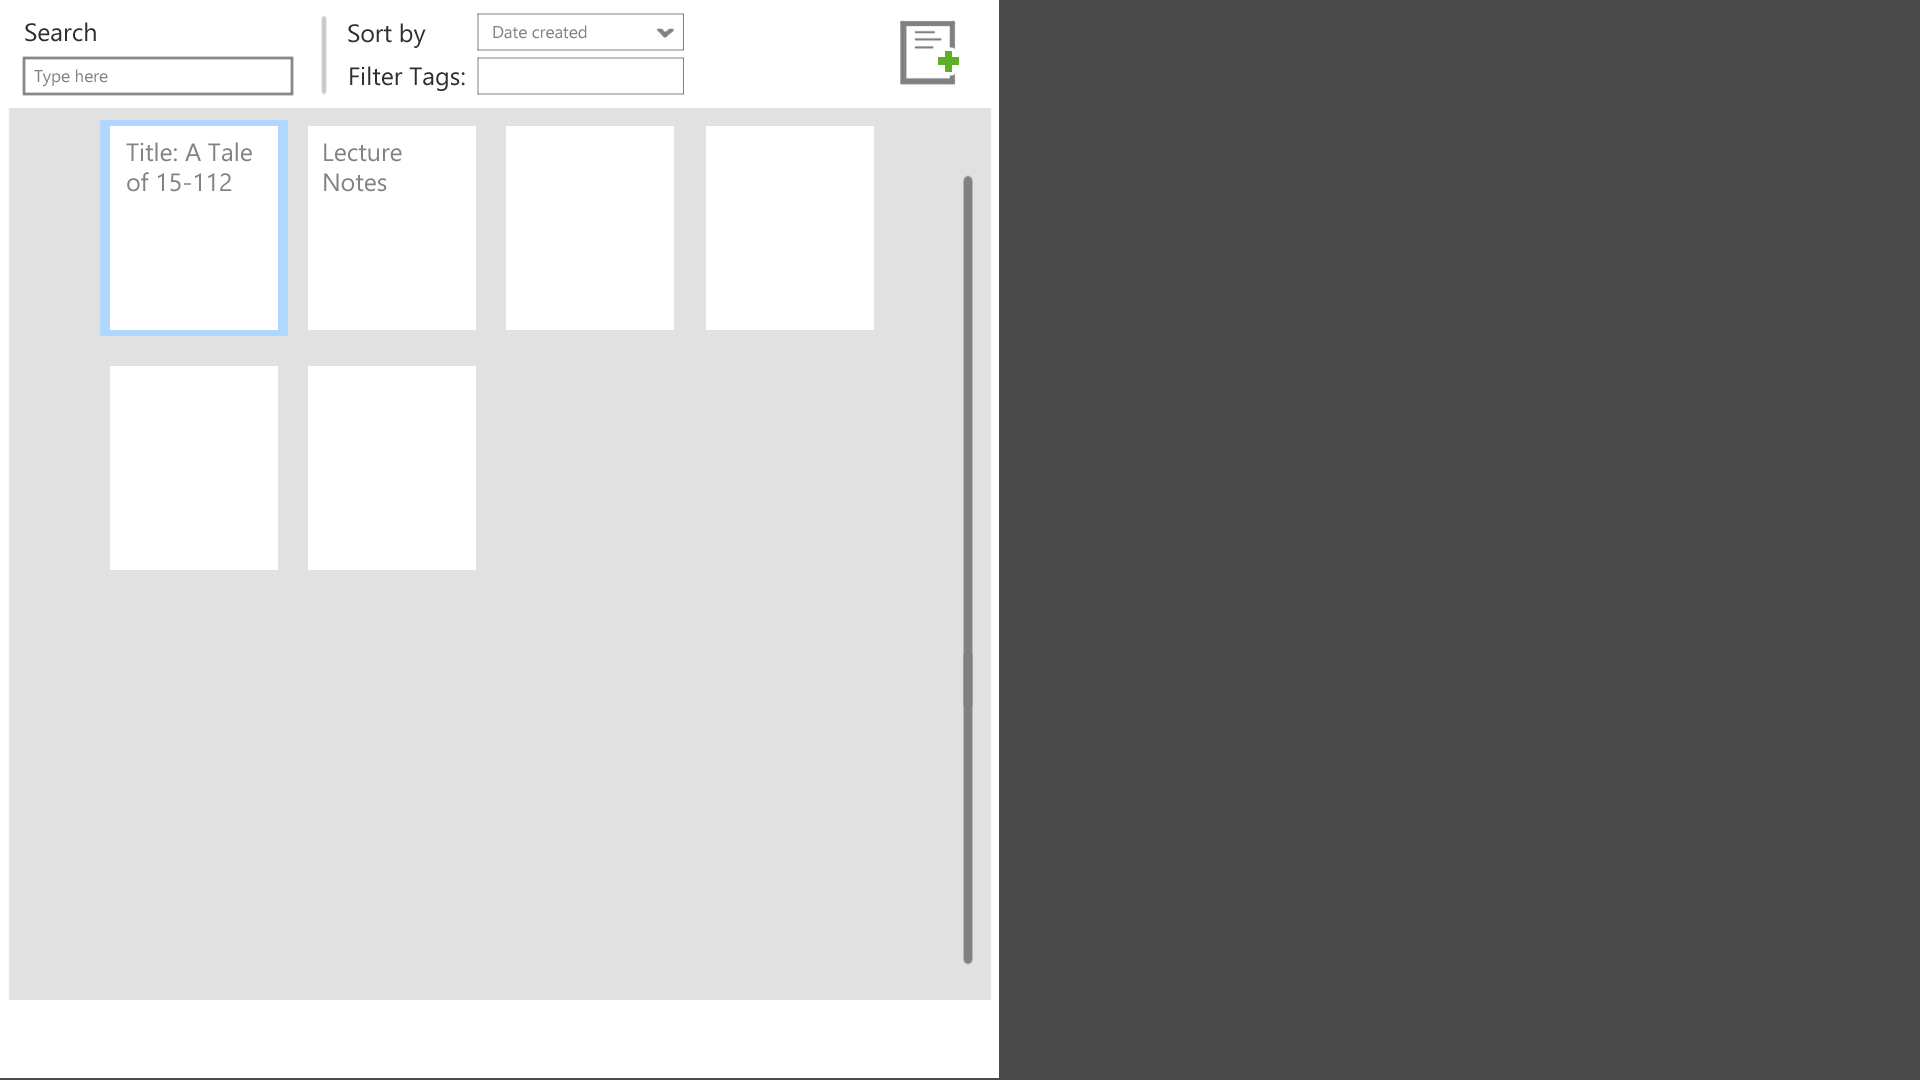 Search
Type here
Sort by
Date created
Filter Tags:
Title: A Tale
of 15-112
Lecture
Notes